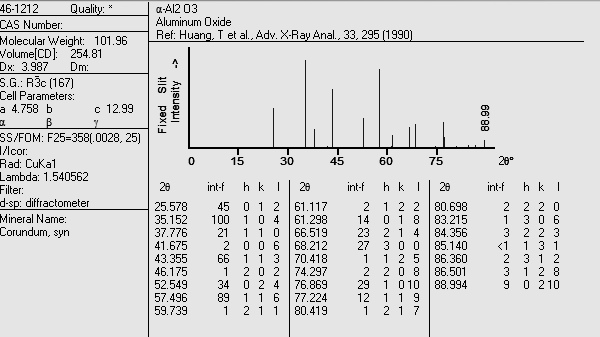 46-1212 Quality: *
CAS Number:
Molecular Weight: 101.96
Volume[CD]: 254.81
Dx: 3.987 Dm:
S.G.: R3̄c (167)
Cell Parameters:
a 4.758 b c 12.99
α β γ
SS/FOM: F25=358(.0028, 25)
I/Icor:
Rad: CuKa1
Lambda: 1.540562
Filter:
d-sp: diffractometer
Mineral Name:
Corundum, syn
α-Al2 O3
Aluminum Oxide
Ref: Huang, T et al., Adv. X-Ray Anal., 33, 295 (1990)
Fixed Slit
Intensity ->
88.99
0 15 30 45 60 75 2θ°
2θ int-f h k l
25.578 45 0 1 2
35.152 100 1 0 4
37.776 21 1 1 0
41.675 2 0 0 6
43.355 66 1 1 3
46.175 1 2 0 2
52.549 34 0 2 4
57.496 89 1 1 6
59.739 1 2 1 1
2θ int-f h k l
61.117 2 1 2 2
61.298 14 0 1 8
66.519 23 2 1 4
68.212 27 3 0 0
70.418 1 1 2 5
74.297 2 2 0 8
76.869 29 1 0 10
77.224 12 1 1 9
80.419 1 2 1 7
2θ int-f h k l
80.698 2 2 2 0
83.215 1 3 0 6
84.356 3 2 2 3
85.140 <1 1 3 1
86.360 2 3 1 2
86.501 3 1 2 8
88.994 9 0 2 10